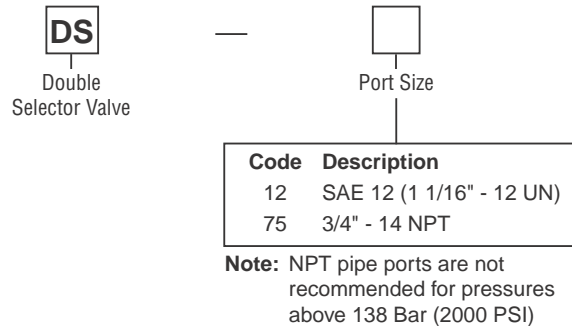 DS —
Double
Selector Valve
Port Size
Code Description
12 SAE 12 (1 1/16" - 12 UN)
75 3/4" - 14 NPT
Note: NPT pipe ports are not
recommended for pressures
above 138 Bar (2000 PSI)